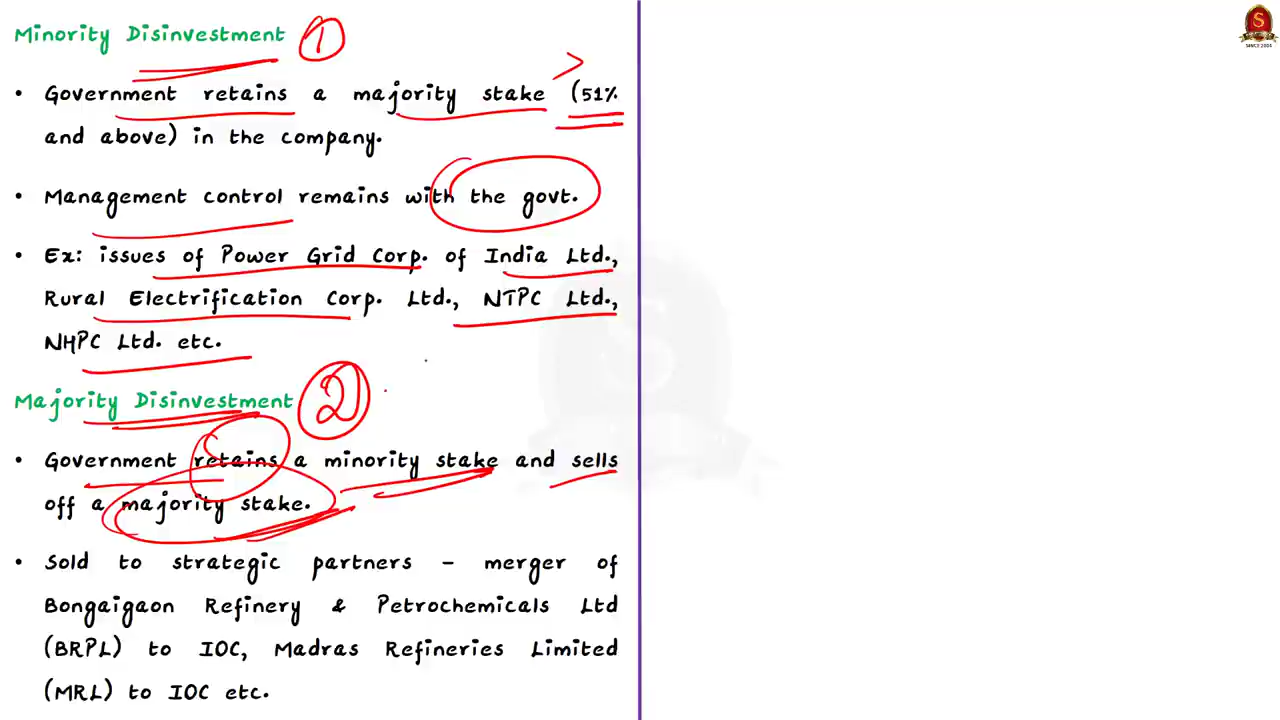 Minority Disinvestment 1
• Government retains a majority stake > (51%
and above) in the company.
• Management control remains with the govt.
• Ex: issues of Power Grid Corp. of India Ltd.,
Rural Electrification Corp. Ltd., NTPC Ltd.,
NHPC Ltd. etc.
Majority Disinvestment 2
• Government retains a minority stake and sells
off a majority stake.
• Sold to strategic partners – merger of
Bongaigaon Refinery & Petrochemicals Ltd
(BRPL) to IOC, Madras Refineries Limited
(MRL) to IOC etc.
S
SINCE 2004